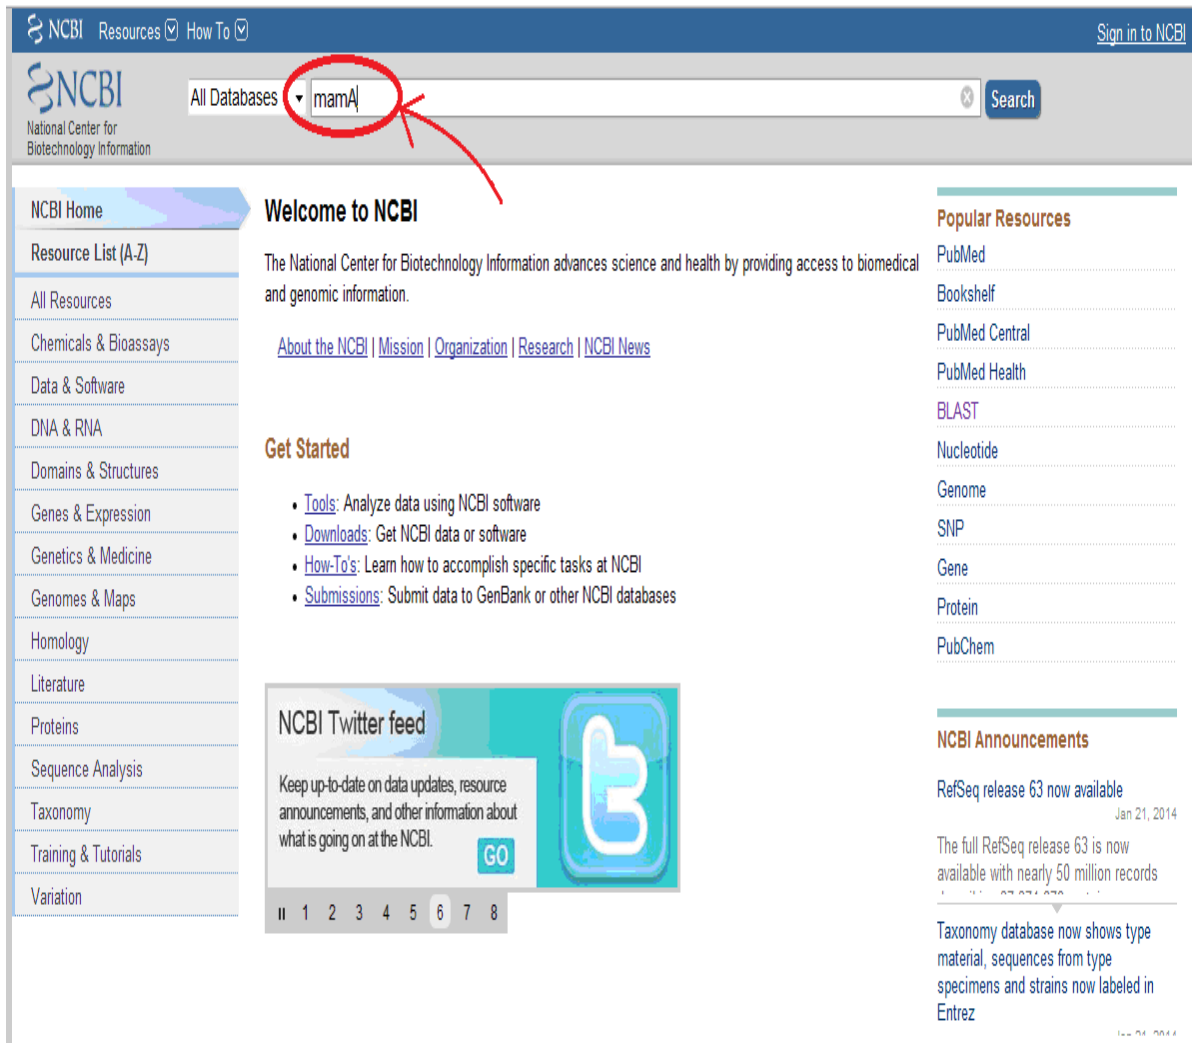 NCBI Resources How To Sign in to NCBI
NCBI
National Center for
Biotechnology Information
All Databases mamA Search
NCBI Home
Resource List (A-Z)
All Resources
Chemicals & Bioassays
Data & Software
DNA & RNA
Domains & Structures
Genes & Expression
Genetics & Medicine
Genomes & Maps
Homology
Literature
Proteins
Sequence Analysis
Taxonomy
Training & Tutorials
Variation
Welcome to NCBI
The National Center for Biotechnology Information advances science and health by providing access to biomedical
and genomic information.
About the NCBI | Mission | Organization | Research | NCBI News
Get Started
• Tools: Analyze data using NCBI software
• Downloads: Get NCBI data or software
• How-To's: Learn how to accomplish specific tasks at NCBI
• Submissions: Submit data to GenBank or other NCBI databases
NCBI Twitter feed
Keep up-to-date on data updates, resource
announcements, and other information about
what is going on at the NCBI.
GO
1 2 3 4 5 6 7 8
Popular Resources
PubMed
Bookshelf
PubMed Central
PubMed Health
BLAST
Nucleotide
Genome
SNP
Gene
Protein
PubChem
NCBI Announcements
RefSeq release 63 now available
Jan 21, 2014
The full RefSeq release 63 is now
available with nearly 50 million records
Taxonomy database now shows type
material, sequences from type
specimens and strains now labeled in
Entrez